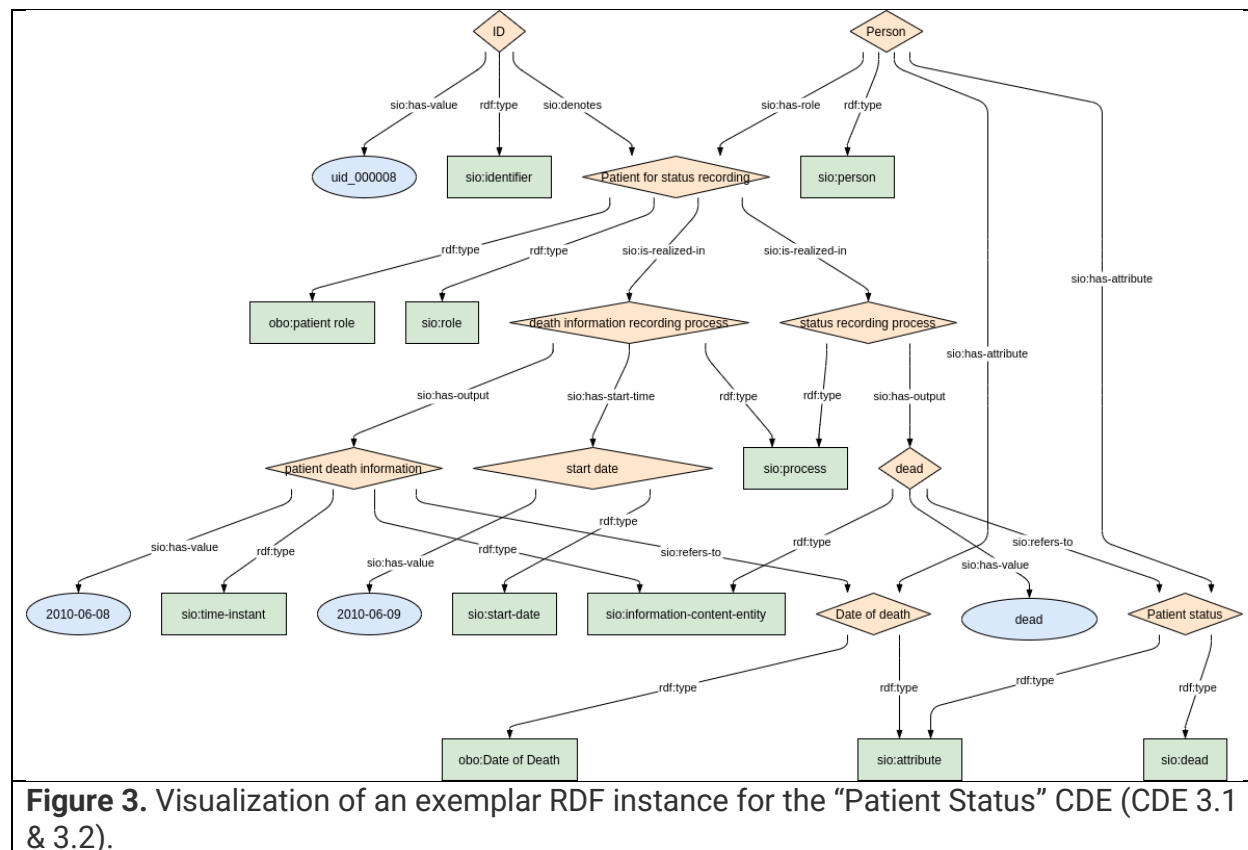 ID
Person
sio:has-value
rdf:type
sio:denotes
sio:has-role
rdf:type
uid_000008
sio:identifier
Patient for status recording
sio:person
rdf:type
rdf:type
sio:is-realized-in
sio:is-realized-in
sio:has-attribute
obo:patient role
sio:role
death information recording process
status recording process
sio:has-attribute
sio:has-output
sio:has-start-time
rdf:type
rdf:type
sio:has-output
patient death information
start date
sio:process
dead
sio:has-value
rdf:type
rdf:type
sio:has-value
rdf:type
sio:refers-to
rdf:type
sio:refers-to
sio:has-value
2010-06-08
sio:time-instant
2010-06-09
sio:start-date
sio:information-content-entity
Date of death
dead
Patient status
rdf:type
rdf:type
rdf:type
rdf:type
obo:Date of Death
sio:attribute
sio:dead
Figure 3. Visualization of an exemplar RDF instance for the “Patient Status” CDE (CDE 3.1
& 3.2).